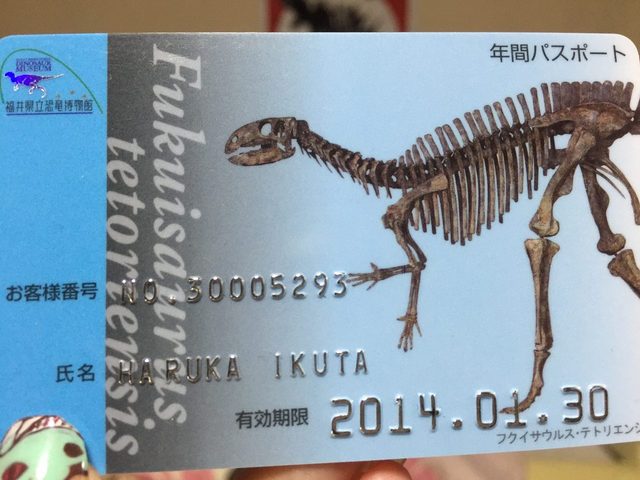 DINOSAUR
MUSEUM
福井県立恐竜博物館
年間パスポート
Fukuisaurus
tetoriensis
お客様番号 NO.30005293
氏名 HARUKA IKUTA
有効期限 2014.01.30
フクイサウルス・テトリエンシ